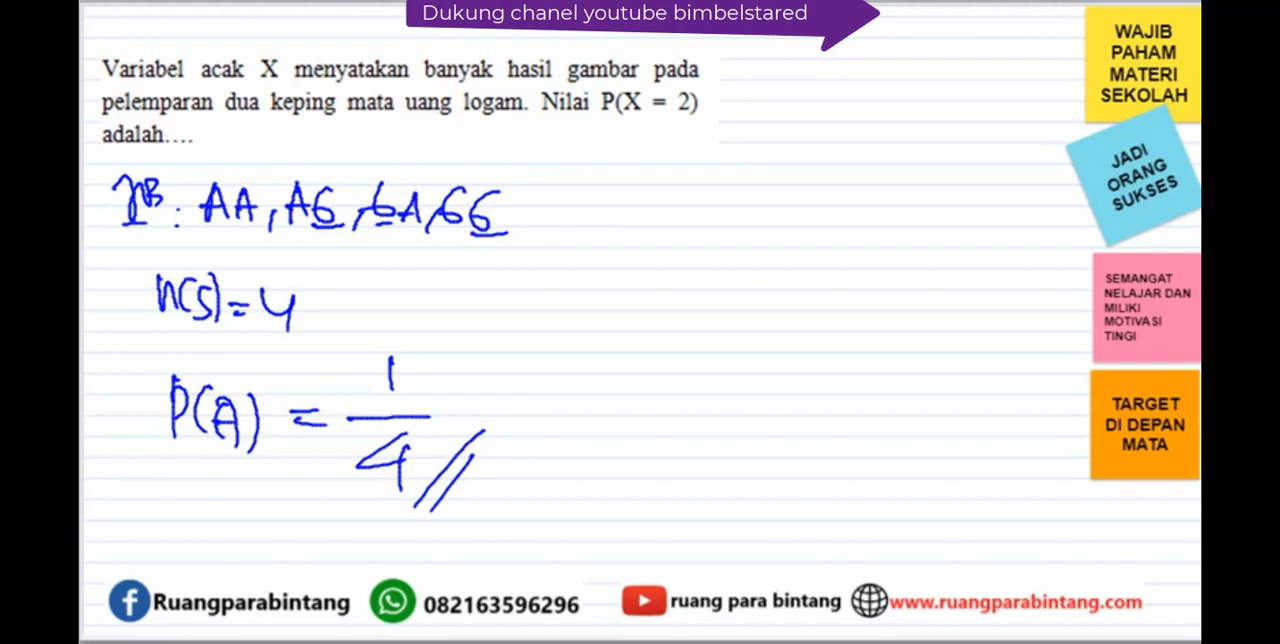 Dukung chanel youtube bimbelstared
WAJIB
PAHAM
MATERI
SEKOLAH
Variabel acak X menyatakan banyak hasil gambar pada
pelemparan dua keping mata uang logam. Nilai P(X = 2)
adalah....
JADI
ORANG
SUKSES
: AA, AG, GA, GG
n(S) = 4
SEMANGAT
NELAJAR DAN
MILIKI
MOTIVASI
TINGI
P(A) = 1/4 //
TARGET
DI DEPAN
MATA
Ruangparabintang 082163596296 ruang para bintang www.ruangparabintang.com